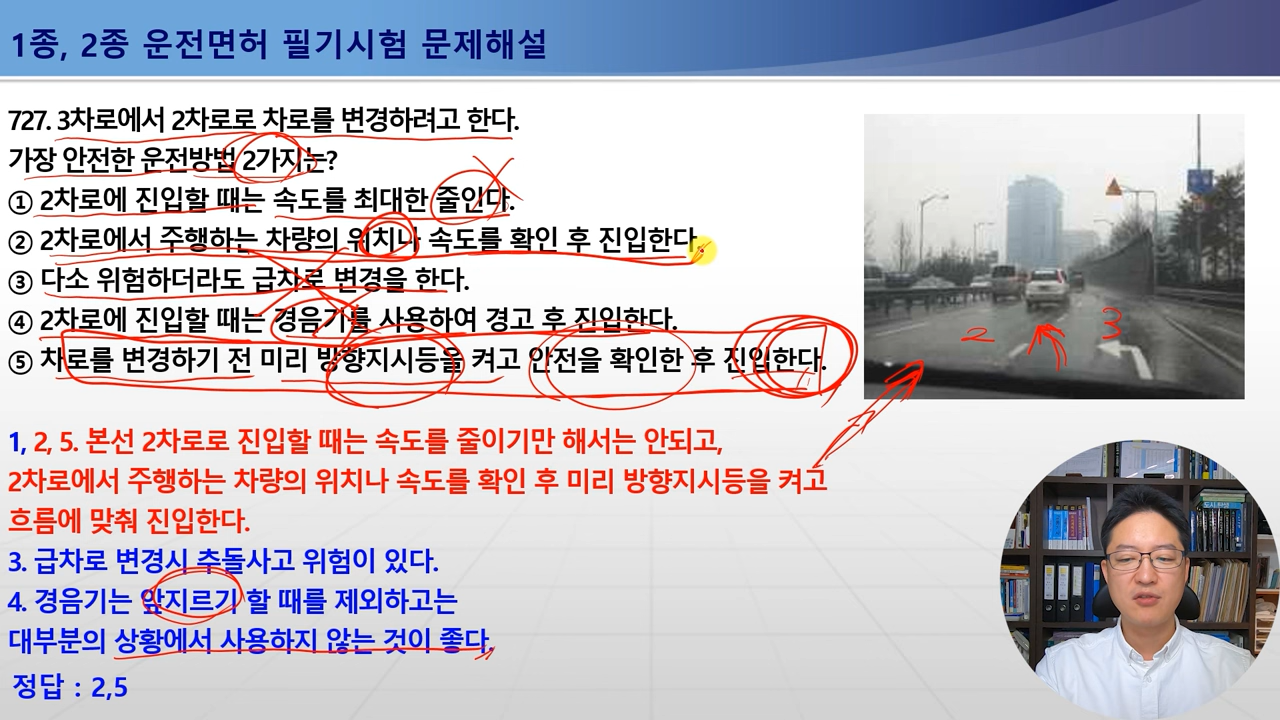 1종, 2종 운전면허 필기시험 문제해설
727. 3차로에서 2차로로 차로를 변경하려고 한다.
가장 안전한 운전방법 2가지는?
① 2차로에 진입할 때는 속도를 최대한 줄인다.
② 2차로에서 주행하는 차량의 위치나 속도를 확인 후 진입한다.
③ 다소 위험하더라도 급차로 변경을 한다.
④ 2차로에 진입할 때는 경음기를 사용하여 경고 후 진입한다.
⑤ 차로를 변경하기 전 미리 방향지시등을 켜고 안전을 확인한 후 진입한다.
2 3
1, 2, 5. 본선 2차로로 진입할 때는 속도를 줄이기만 해서는 안되고,
2차로에서 주행하는 차량의 위치나 속도를 확인 후 미리 방향지시등을 켜고
흐름에 맞춰 진입한다.
3. 급차로 변경시 추돌사고 위험이 있다.
4. 경음기는 앞지르기 할 때를 제외하고는
대부분의 상황에서 사용하지 않는 것이 좋다.
정답 : 2,5